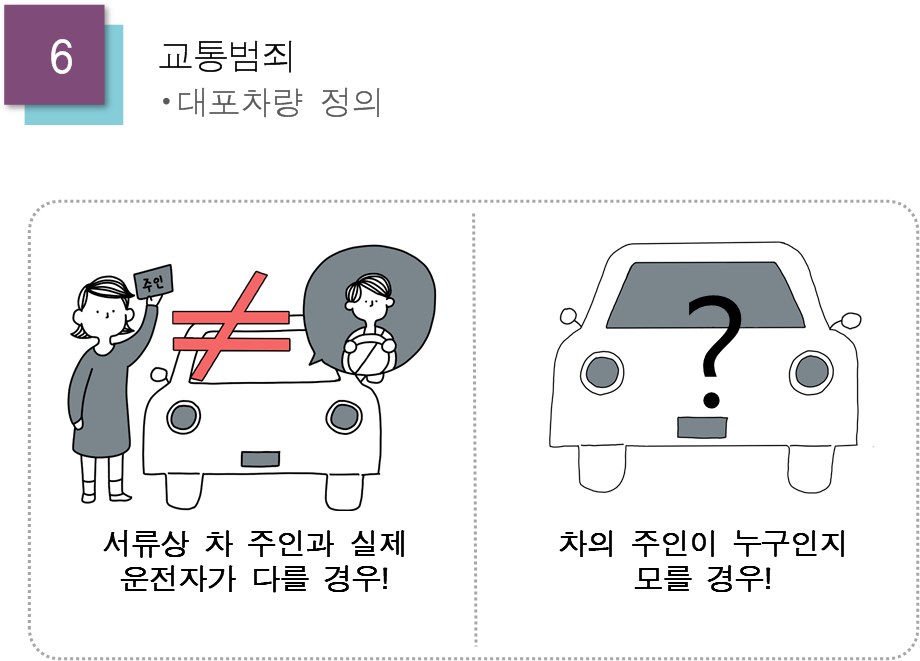 6
교통범죄
•대포차량 정의
주인
?
서류상 차 주인과 실제
운전자가 다를 경우!
차의 주인이 누구인지
모를 경우!